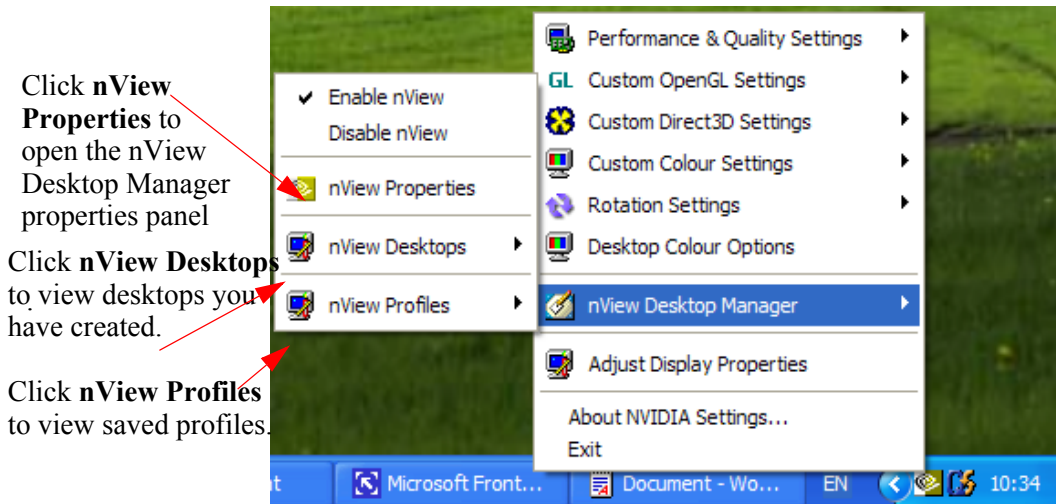 Click nView
Properties to
open the nView
Desktop Manager
properties panel
Click nView Desktops
to view desktops you
have created.
Click nView Profiles
to view saved profiles.
Enable nView
Disable nView
nView Properties
nView Desktops
nView Profiles
Performance & Quality Settings
GL Custom OpenGL Settings
Custom Direct3D Settings
Custom Colour Settings
Rotation Settings
Desktop Colour Options
nView Desktop Manager
Adjust Display Properties
About NVIDIA Settings...
Exit
nt Microsoft Front... Document - Wo... EN 10:34